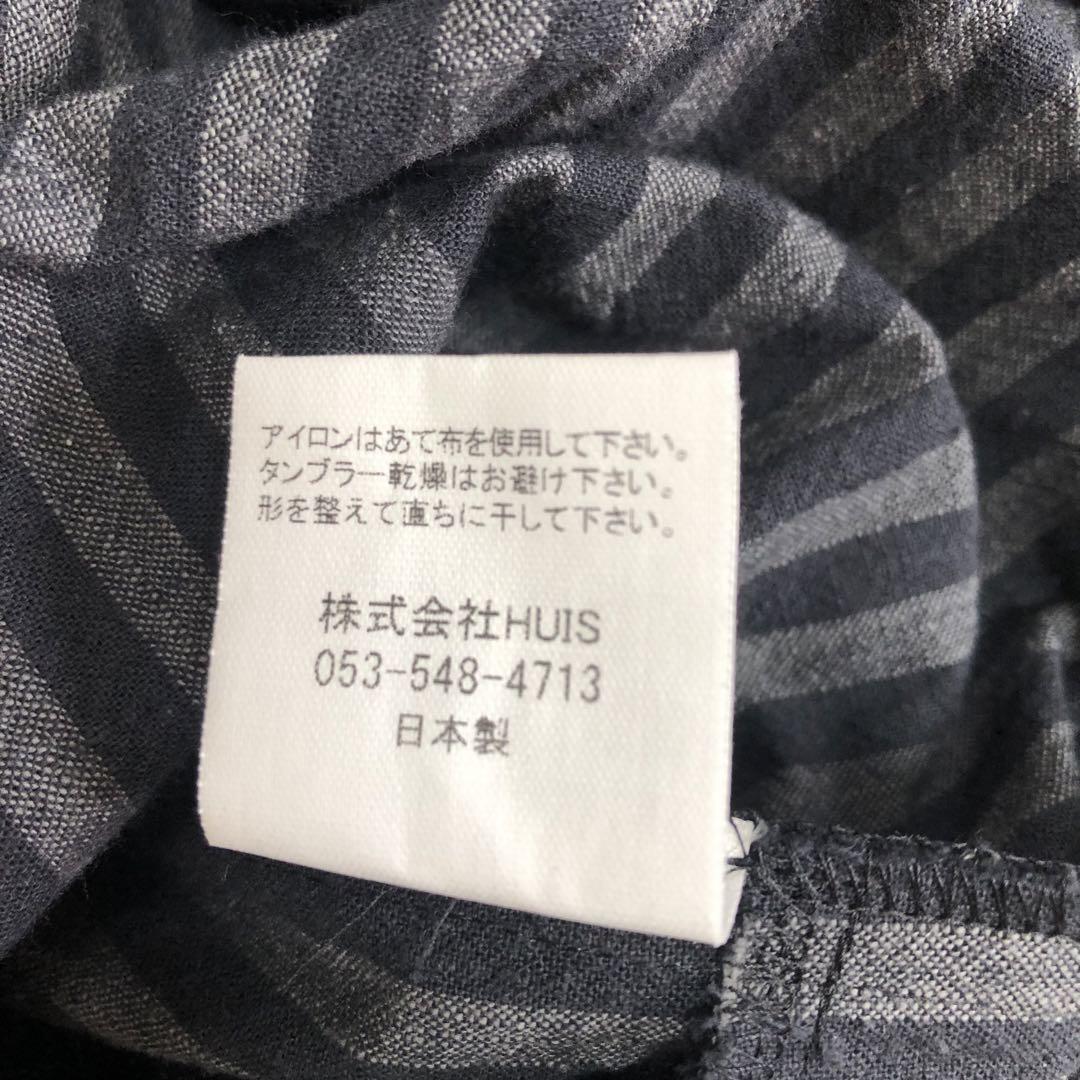 アイロンはあて布を使用して下さい。
タンブラー乾燥はお避け下さい。
形を整えて直ちに干して下さい。
株式会社HUIS
053-548-4713
日本製